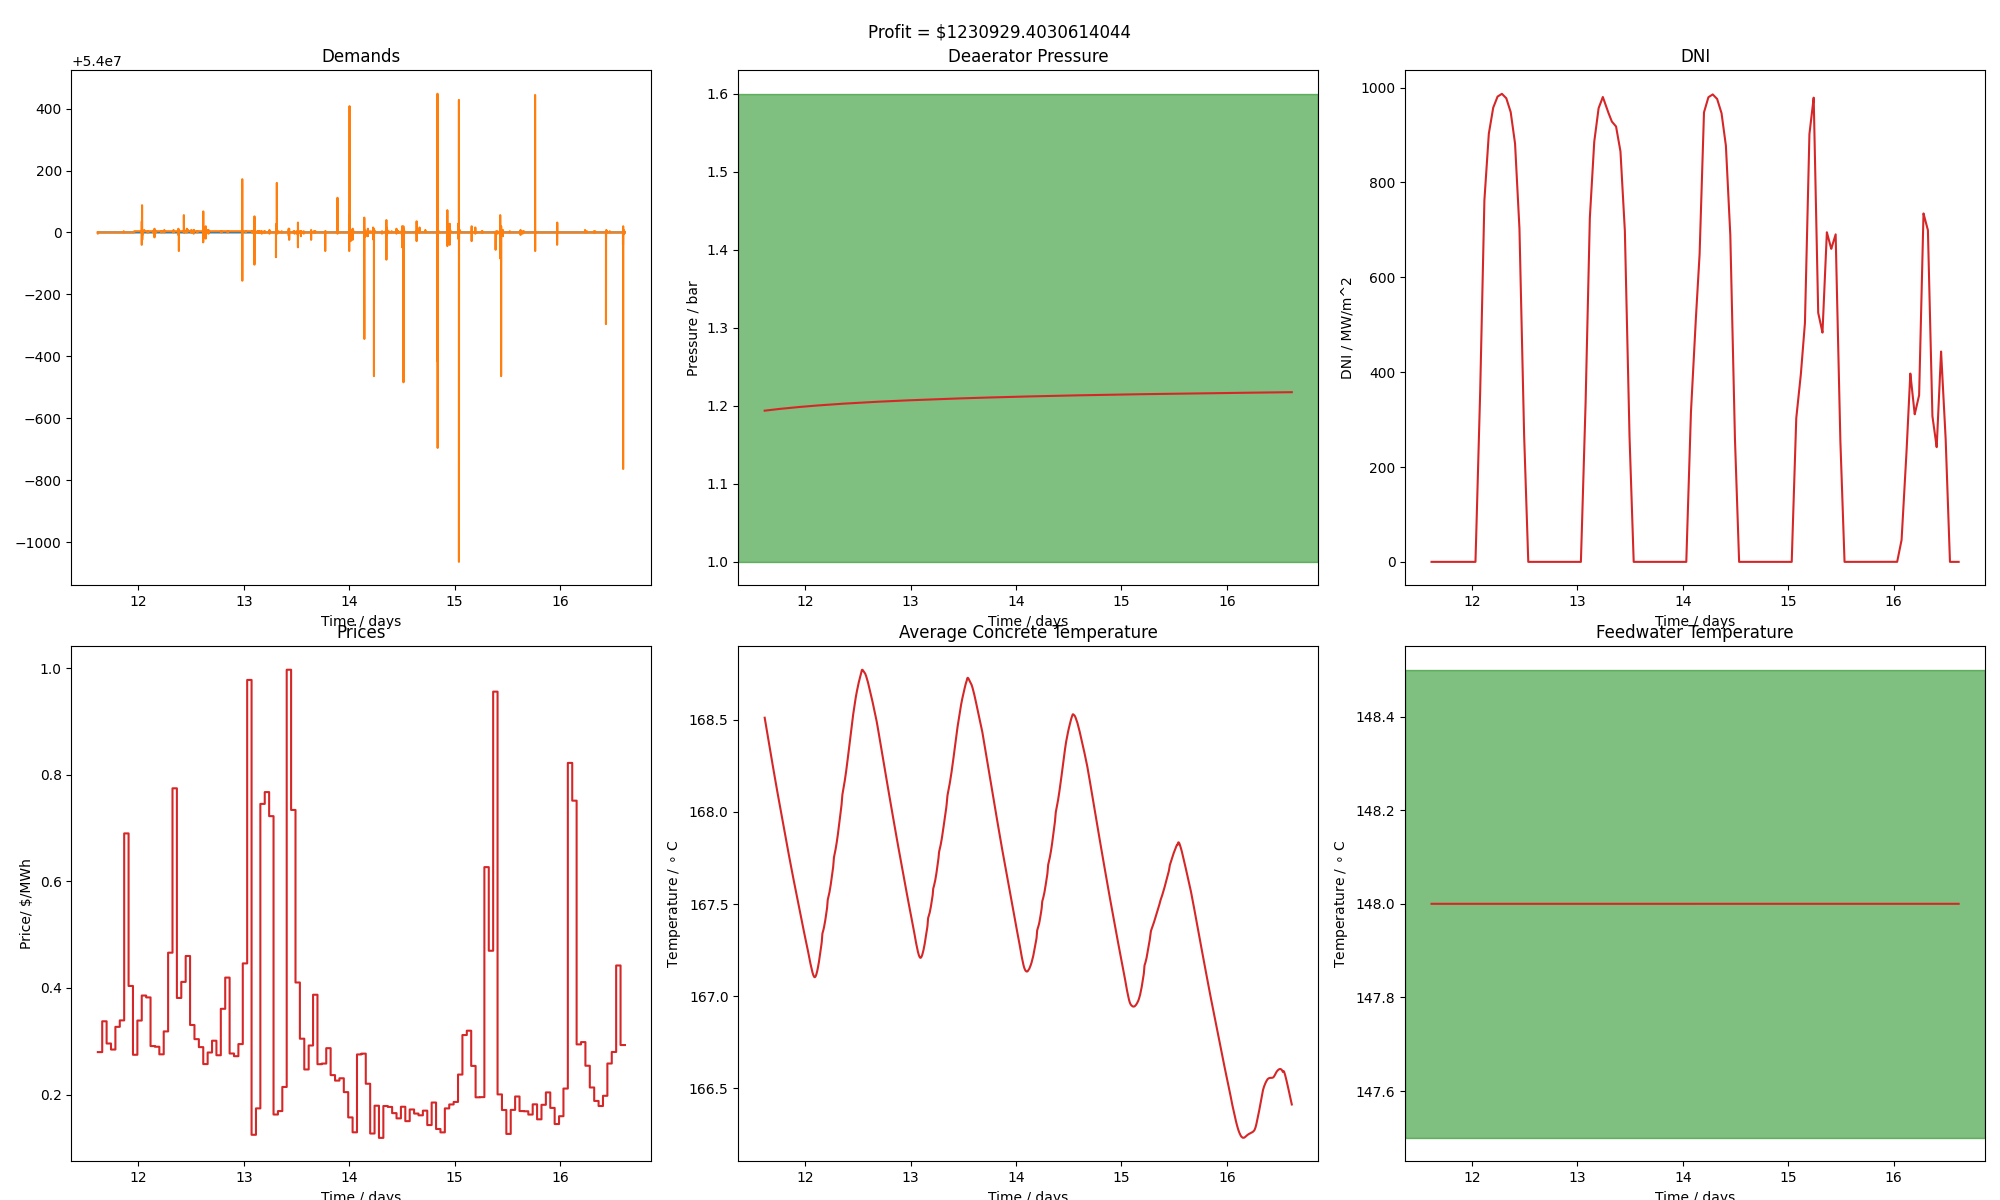 Profit = $1230929.4030614044
Demands
+5.4e7
400
200
0
−200
−400
−600
−800
−1000
12 13 14 15 16
Time / days
Deaerator Pressure
Pressure / bar
1.6
1.5
1.4
1.3
1.2
1.1
1.0
12 13 14 15 16
Time / days
DNI
DNI / MW/m^2
1000
800
600
400
200
0
12 13 14 15 16
Time / days
Prices
Price/ $/MWh
1.0
0.8
0.6
0.4
0.2
12 13 14 15 16
Time / days
Average Concrete Temperature
Temperature / ∘ C
168.5
168.0
167.5
167.0
166.5
12 13 14 15 16
Time / days
Feedwater Temperature
Temperature / ∘ C
148.4
148.2
148.0
147.8
147.6
12 13 14 15 16
Time / days